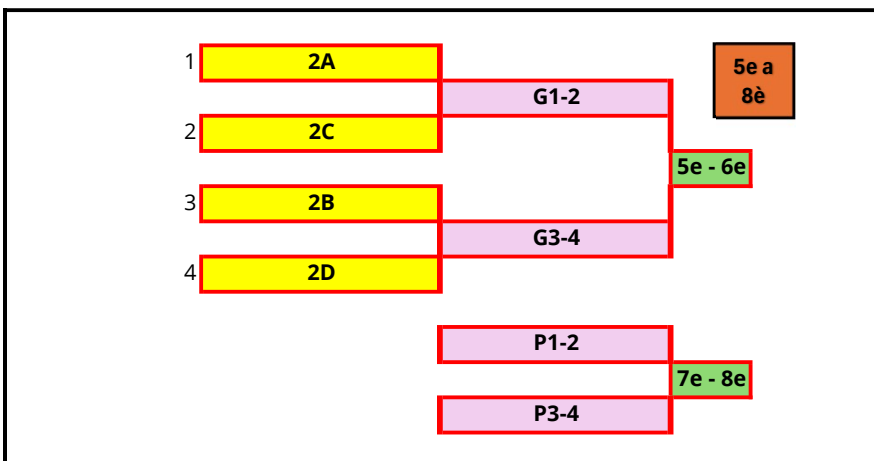 1 2A
5e a
8è
G1-2
2 2C
5e - 6e
3 2B
G3-4
4 2D
P1-2
7e - 8e
P3-4